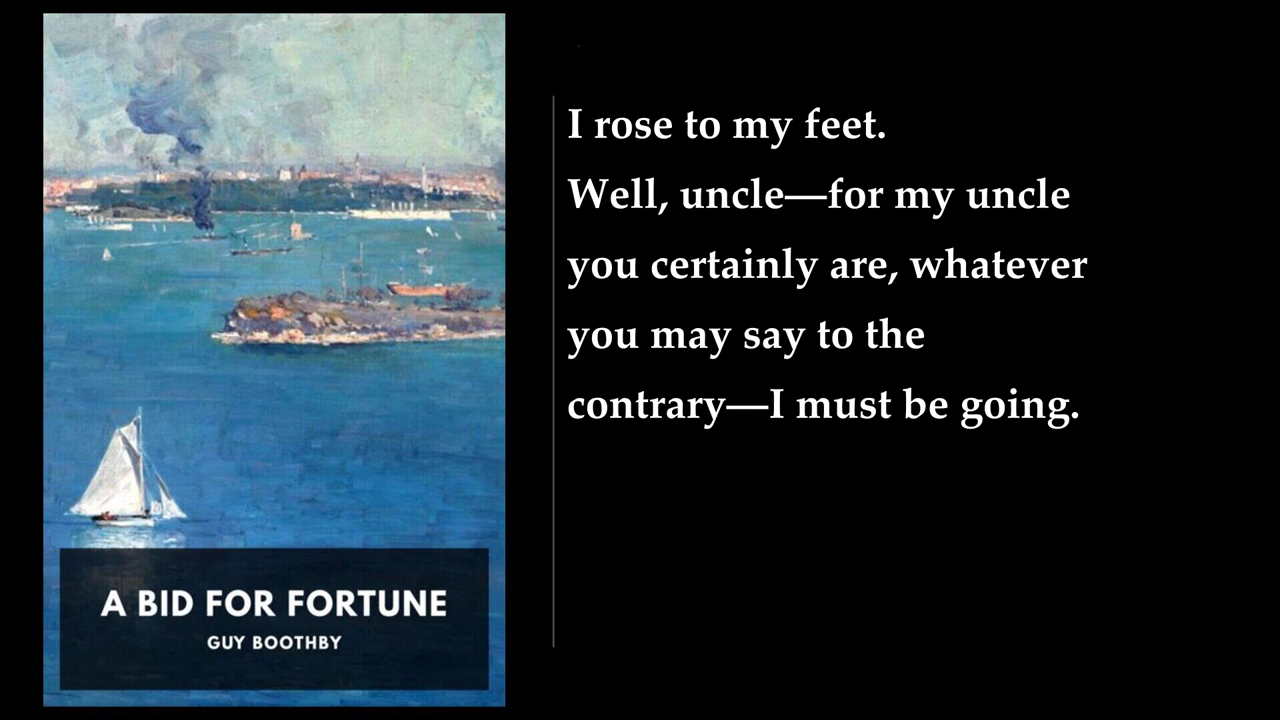 A BID FOR FORTUNE
GUY BOOTHBY
I rose to my feet.
Well, uncle—for my uncle
you certainly are, whatever
you may say to the
contrary—I must be going.